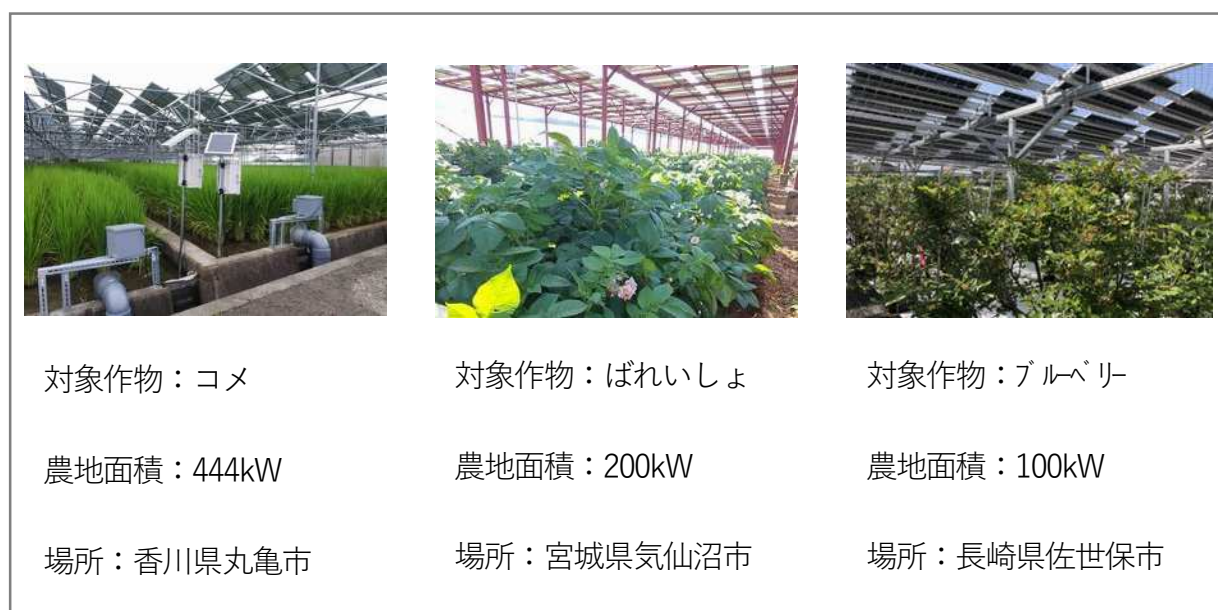 対象作物：コメ
農地面積：444kW
場所：香川県丸亀市
対象作物：ばれいしょ
農地面積：200kW
場所：宮城県気仙沼市
対象作物：ﾌﾞﾙｰﾍﾞﾘｰ
農地面積：100kW
場所：長崎県佐世保市